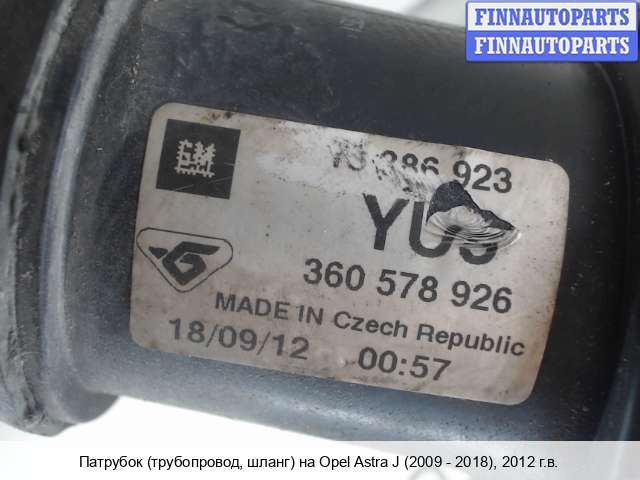 FINNAUTOPARTS
FINNAUTOPARTS
GM
923
360 578 926
MADE IN Czech Republic
18/09/12 00:57
Патрубок (трубопровод, шланг) на Opel Astra J (2009 - 2018), 2012 г.в.